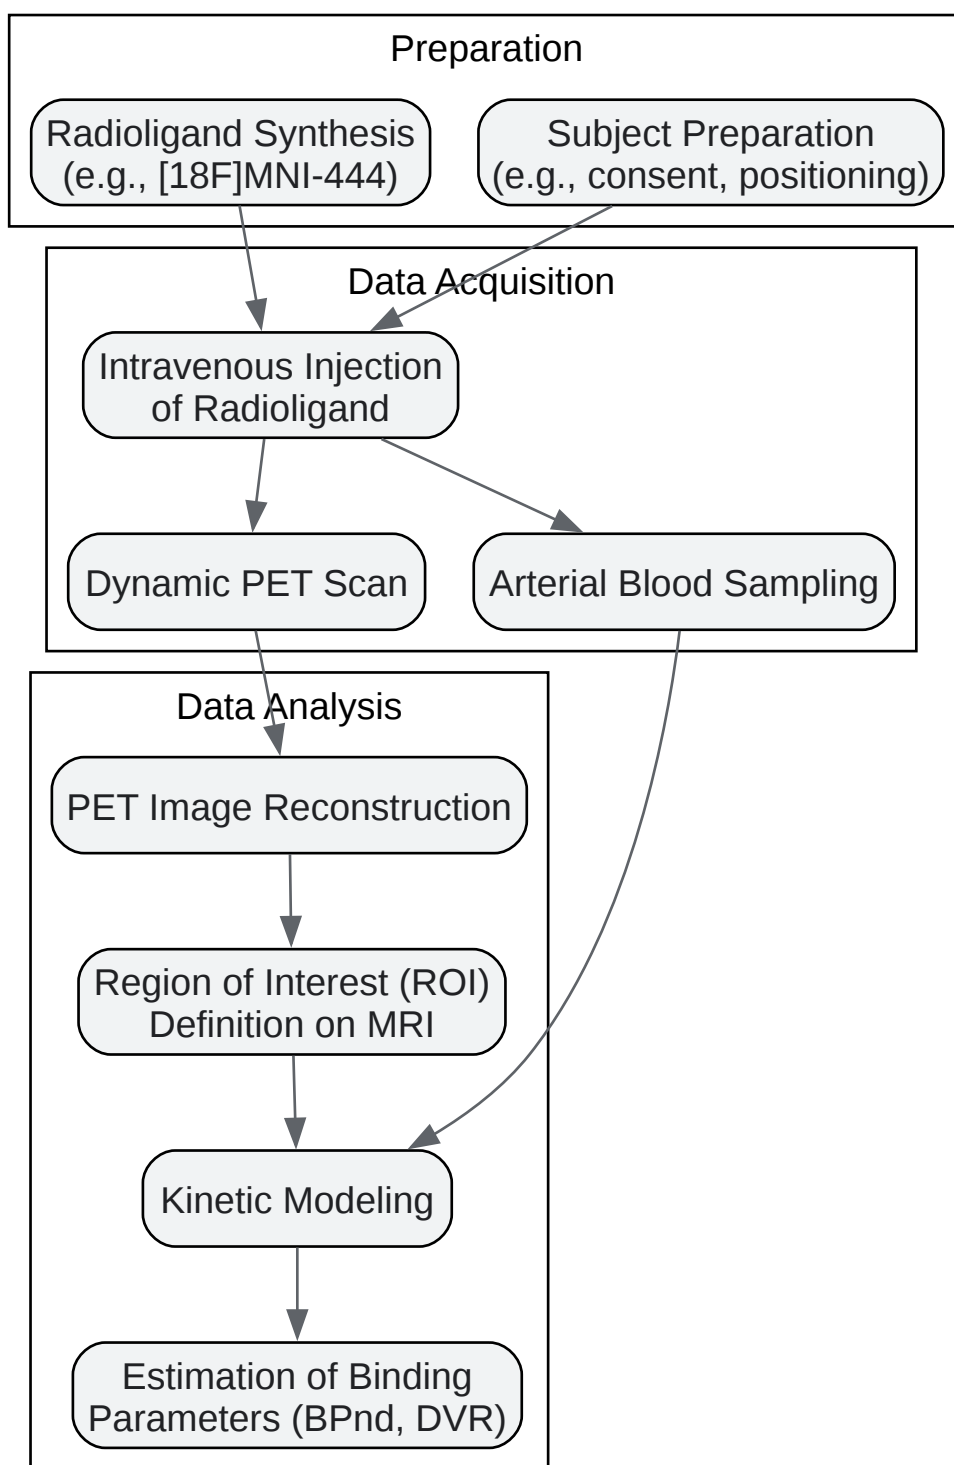 Preparation
Radioligand Synthesis
(e.g., [18F]MNI-444)
Subject Preparation
(e.g., consent, positioning)
Data Acquisition
Intravenous Injection
of Radioligand
Dynamic PET Scan
Arterial Blood Sampling
Data Analysis
PET Image Reconstruction
Region of Interest (ROI)
Definition on MRI
Kinetic Modeling
Estimation of Binding
Parameters (BPnd, DVR)